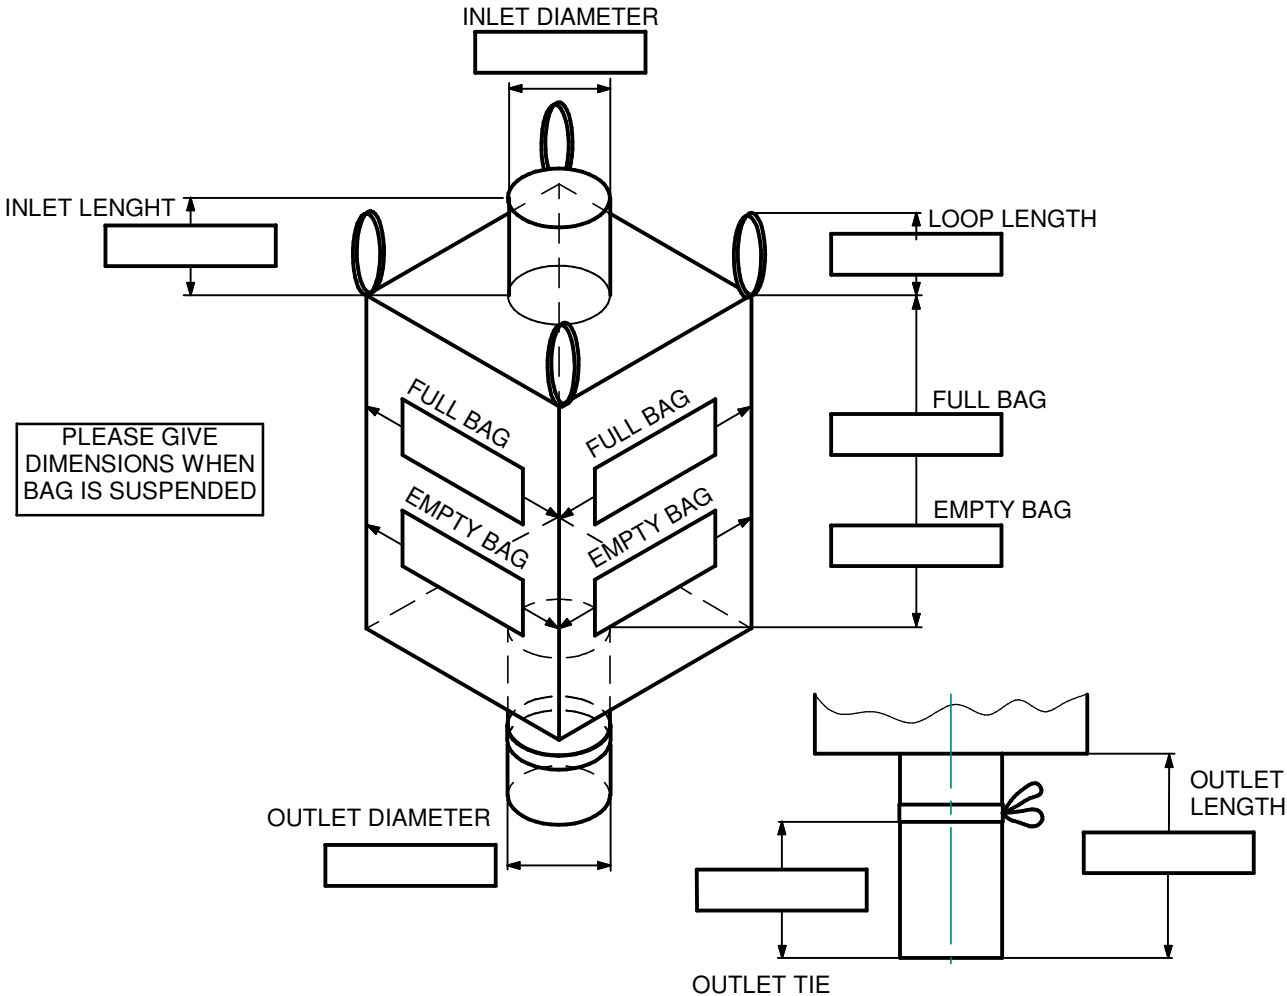 INLET DIAMETER
INLET LENGHT
LOOP LENGTH
FULL BAG
FULL BAG
FULL BAG
PLEASE GIVE
DIMENSIONS WHEN
BAG IS SUSPENDED
EMPTY BAG
EMPTY BAG
EMPTY BAG
OUTLET
LENGTH
OUTLET DIAMETER
OUTLET TIE